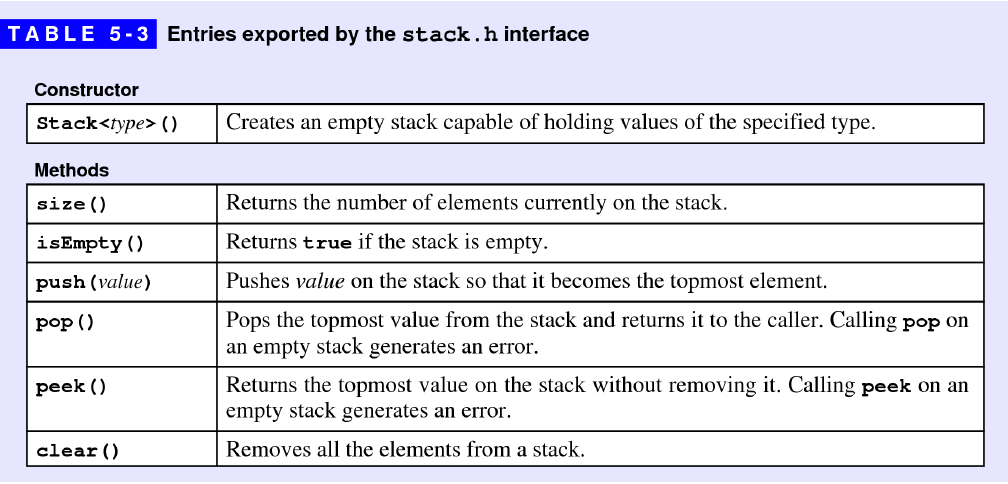 TABLE 5-3 Entries exported by the stack.h interface
Constructor
Stack<type>() Creates an empty stack capable of holding values of the specified type.
Methods
size() Returns the number of elements currently on the stack.
isEmpty() Returns true if the stack is empty.
push(value) Pushes value on the stack so that it becomes the topmost element.
pop() Pops the topmost value from the stack and returns it to the caller. Calling pop on
an empty stack generates an error.
peek() Returns the topmost value on the stack without removing it. Calling peek on an
empty stack generates an error.
clear() Removes all the elements from a stack.